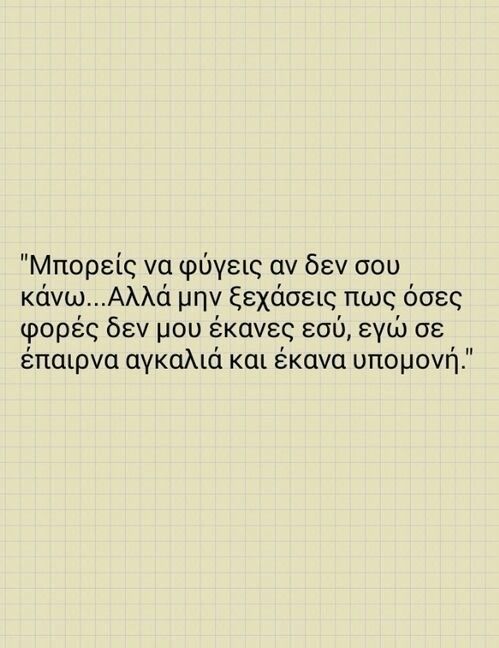 "Μπορείς να φύγεις αν δεν σου
κάνω...Αλλά μην ξεχάσεις πως όσες
φορές δεν μου έκανες εσύ, εγώ σε
έπαιρνα αγκαλιά και έκανα υπομονή."